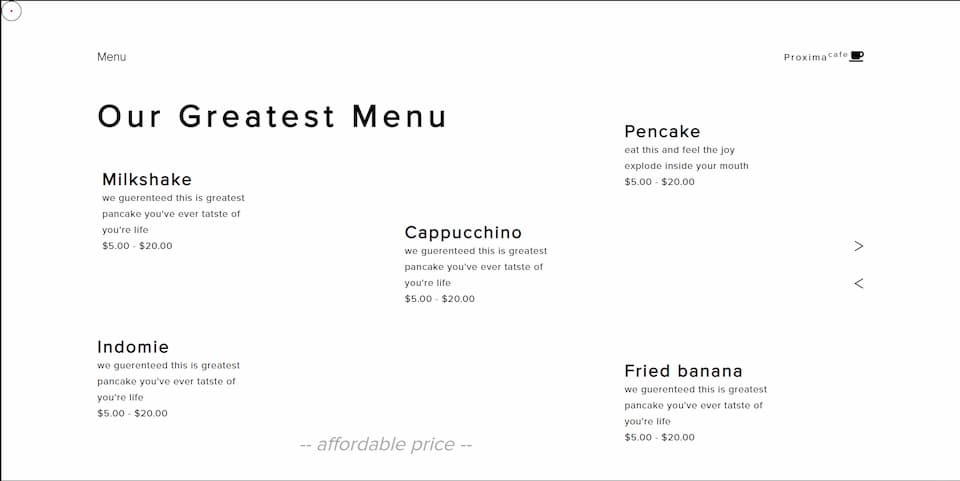 Menu
Proxima cafe
Our Greatest Menu
Pencake
eat this and feel the joy
explode inside your mouth
$5.00 - $20.00
Milkshake
we guerenteed this is greatest
pancake you've ever tatste of
you're life
$5.00 - $20.00
Cappucchino
we guerenteed this is greatest
pancake you've ever tatste of
you're life
$5.00 - $20.00
>
<
Indomie
we guerenteed this is greatest
pancake you've ever tatste of
you're life
$5.00 - $20.00
Fried banana
we guerenteed this is greatest
pancake you've ever tatste of
you're life
$5.00 - $20.00
-- affordable price --